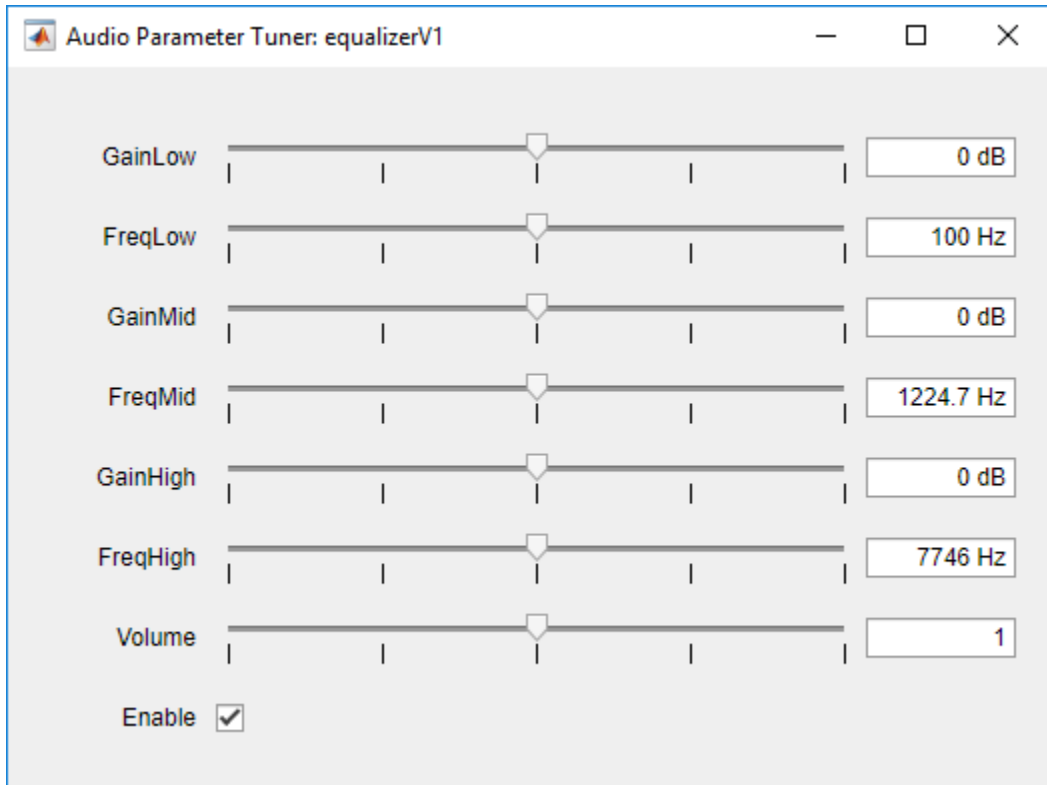 Audio Parameter Tuner: equalizerV1
GainLow 0 dB
FreqLow 100 Hz
GainMid 0 dB
FreqMid 1224.7 Hz
GainHigh 0 dB
FreqHigh 7746 Hz
Volume 1
Enable